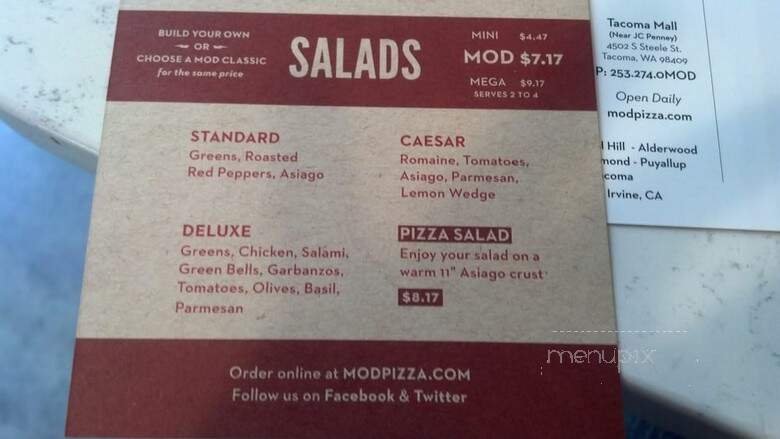 BUILD YOUR OWN
OR
CHOOSE A MOD CLASSIC
for the same price
SALADS
MINI $4.47
MOD $7.17
MEGA $9.17
SERVES 2 TO 4
STANDARD
Greens, Roasted
Red Peppers, Asiago
CAESAR
Romaine, Tomatoes,
Asiago, Parmesan,
Lemon Wedge
DELUXE
Greens, Chicken, Salami,
Green Bells, Garbanzos,
Tomatoes, Olives, Basil,
Parmesan
PIZZA SALAD
Enjoy your salad on a
warm 11" Asiago crust
$8.17
Order online at MODPIZZA.COM
Follow us on Facebook & Twitter
Tacoma Mall
(Near JC Penney)
4502 S Steele St.
Tacoma, WA 98409
P: 253.274.0MOD
Open Daily
modpizza.com
Hill - Alderwood
mond - Puyallup
coma
Irvine, CA
menupix